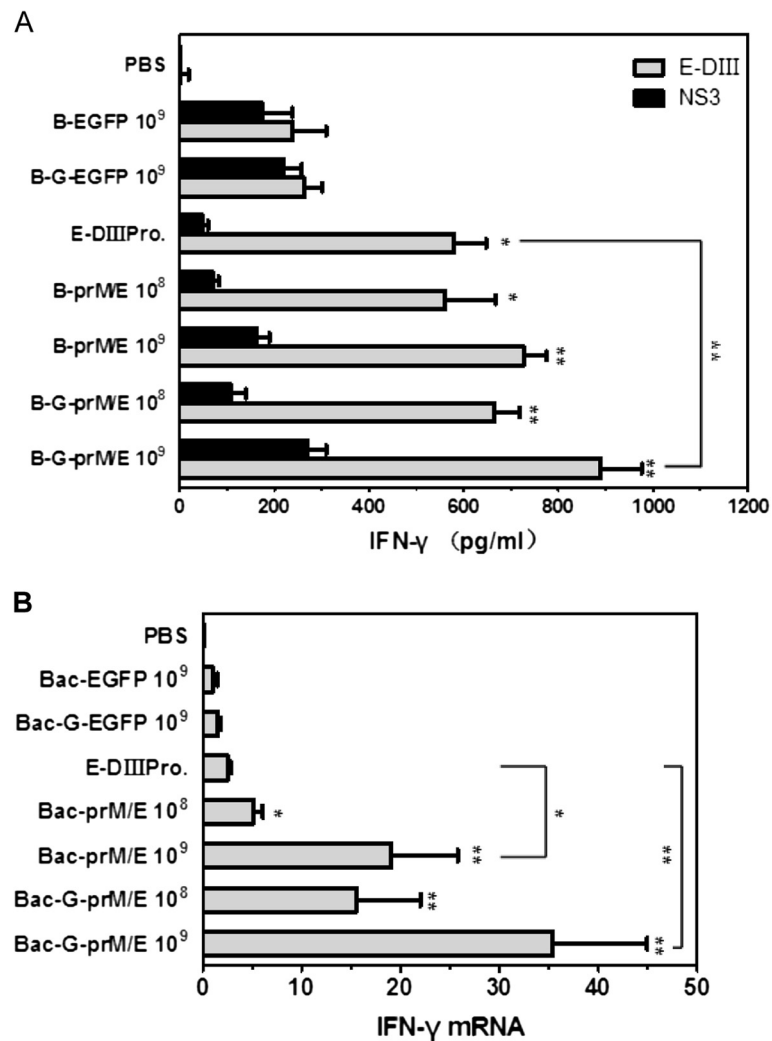 A
PBS
E-DIII
NS3
B-EGFP 10⁹
B-G-EGFP 10⁹
E-DⅢPro.
*
B-prM/E 10⁸
*
B-prM/E 10⁹
**
**
B-G-prM/E 10⁸
**
B-G-prM/E 10⁹
**
0 200 400 600 800 1000 1200
IFN-γ （pg/ml）
B
PBS
Bac-EGFP 10⁹
Bac-G-EGFP 10⁹
E-DⅢPro.
Bac-prM/E 10⁸
*
*
Bac-prM/E 10⁹
**
**
Bac-G-prM/E 10⁸
**
Bac-G-prM/E 10⁹
**
0 10 20 30 40 50
IFN-γ mRNA